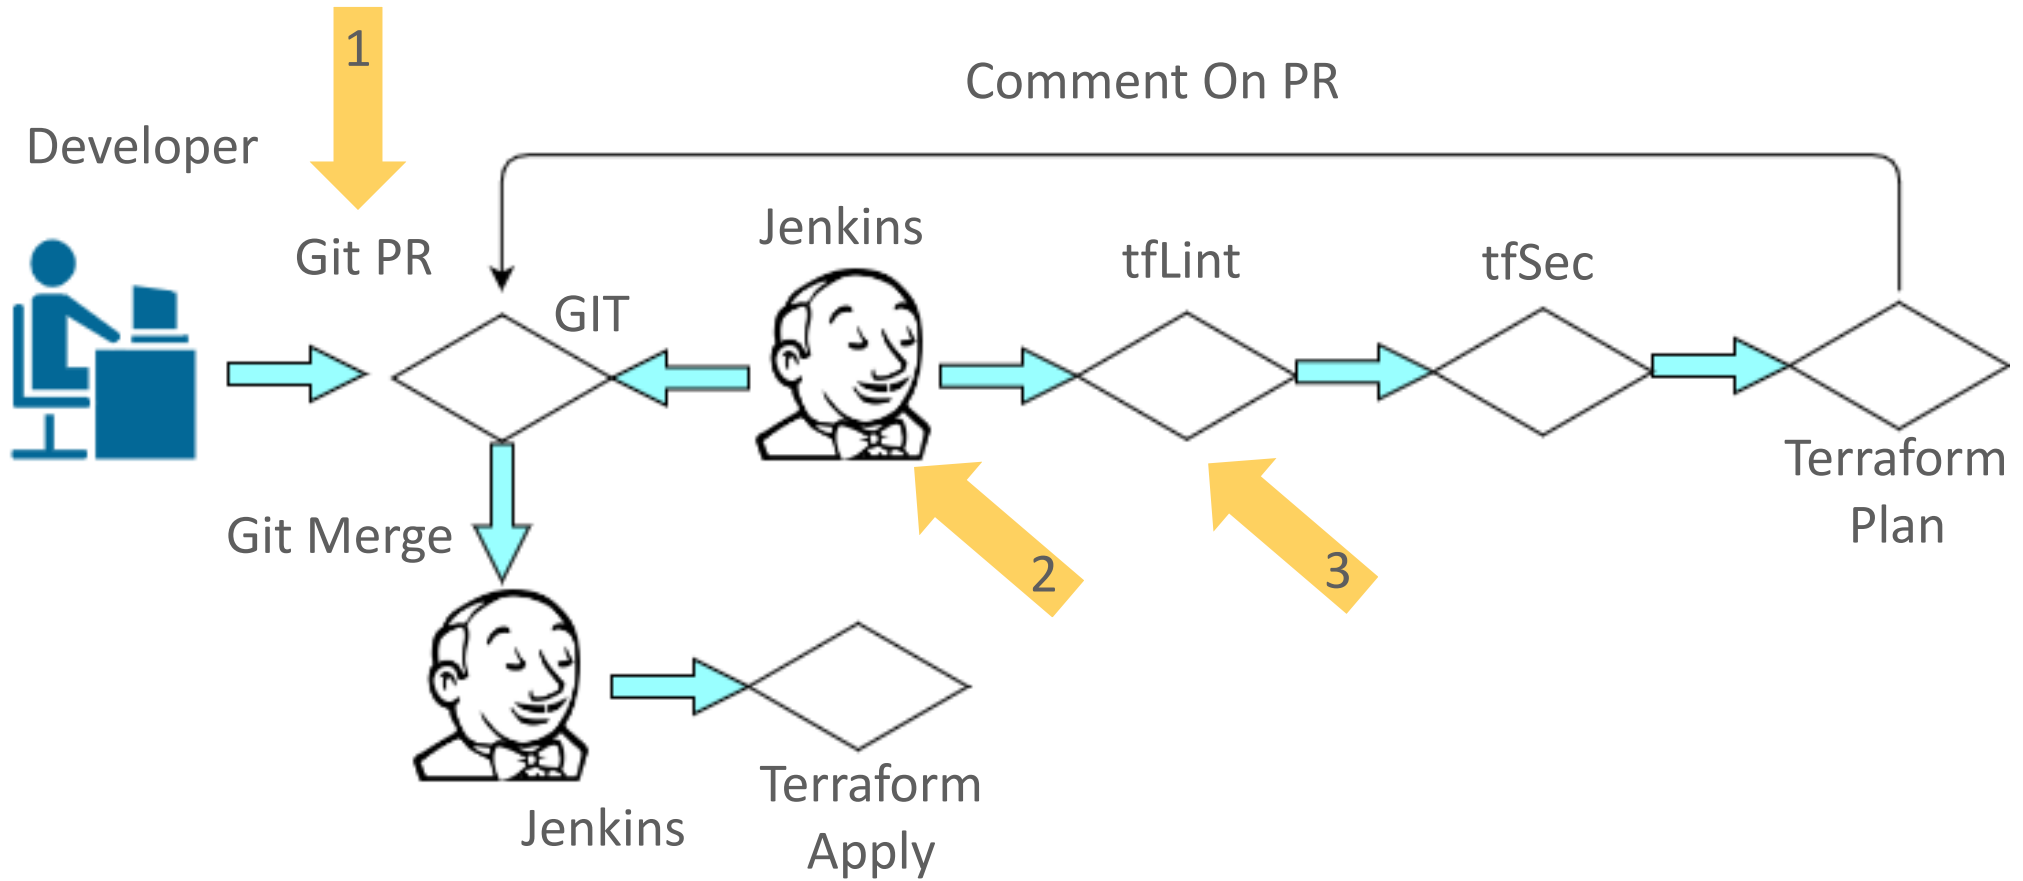 1
Comment On PR
Developer
Jenkins
Git PR
tfLint
tfSec
GIT
Terraform
Plan
Git Merge
2
3
Terraform
Apply
Jenkins